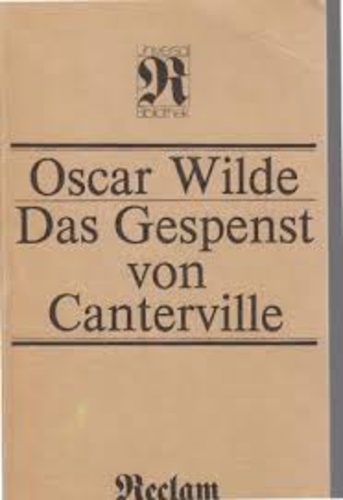 Universal
R
Bibliothek
Oscar Wilde
Das Gespenst
von
Canterville
Reclam